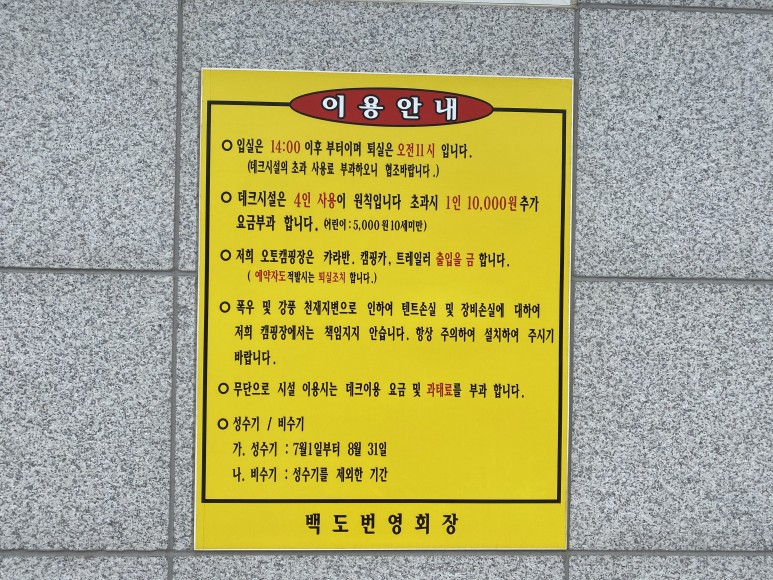 이용안내
○ 입실은 14:00 이후 부터이며 퇴실은 오전11시 입니다.
(데크시설의 초과 사용료 부과하오니 협조바랍니다.)
○ 데크시설은 4인 사용이 원칙입니다 초과시 1인 10,000원 추가
요금부과 합니다. (어린이:5,000원10세미만)
○ 저희 오토캠핑장은 캬라반, 캠핑카, 트레일러 출입을 금 합니다.
( 예약자도적발시는 퇴실조치 합니다.)
○ 폭우 및 강풍 천재지변으로 인하여 텐트손실 및 장비손실에 대하여
저희 캠핑장에서는 책임지지 안습니다. 항상 주의하여 설치하여 주시기
바랍니다.
○ 무단으로 시설 이용시는 데크이용 요금 및 과태료를 부과 합니다.
○ 성수기 / 비수기
가. 성수기 : 7월1일부터 8월 31일
나. 비수기 : 성수기를 제외한 기간
백도번영회장